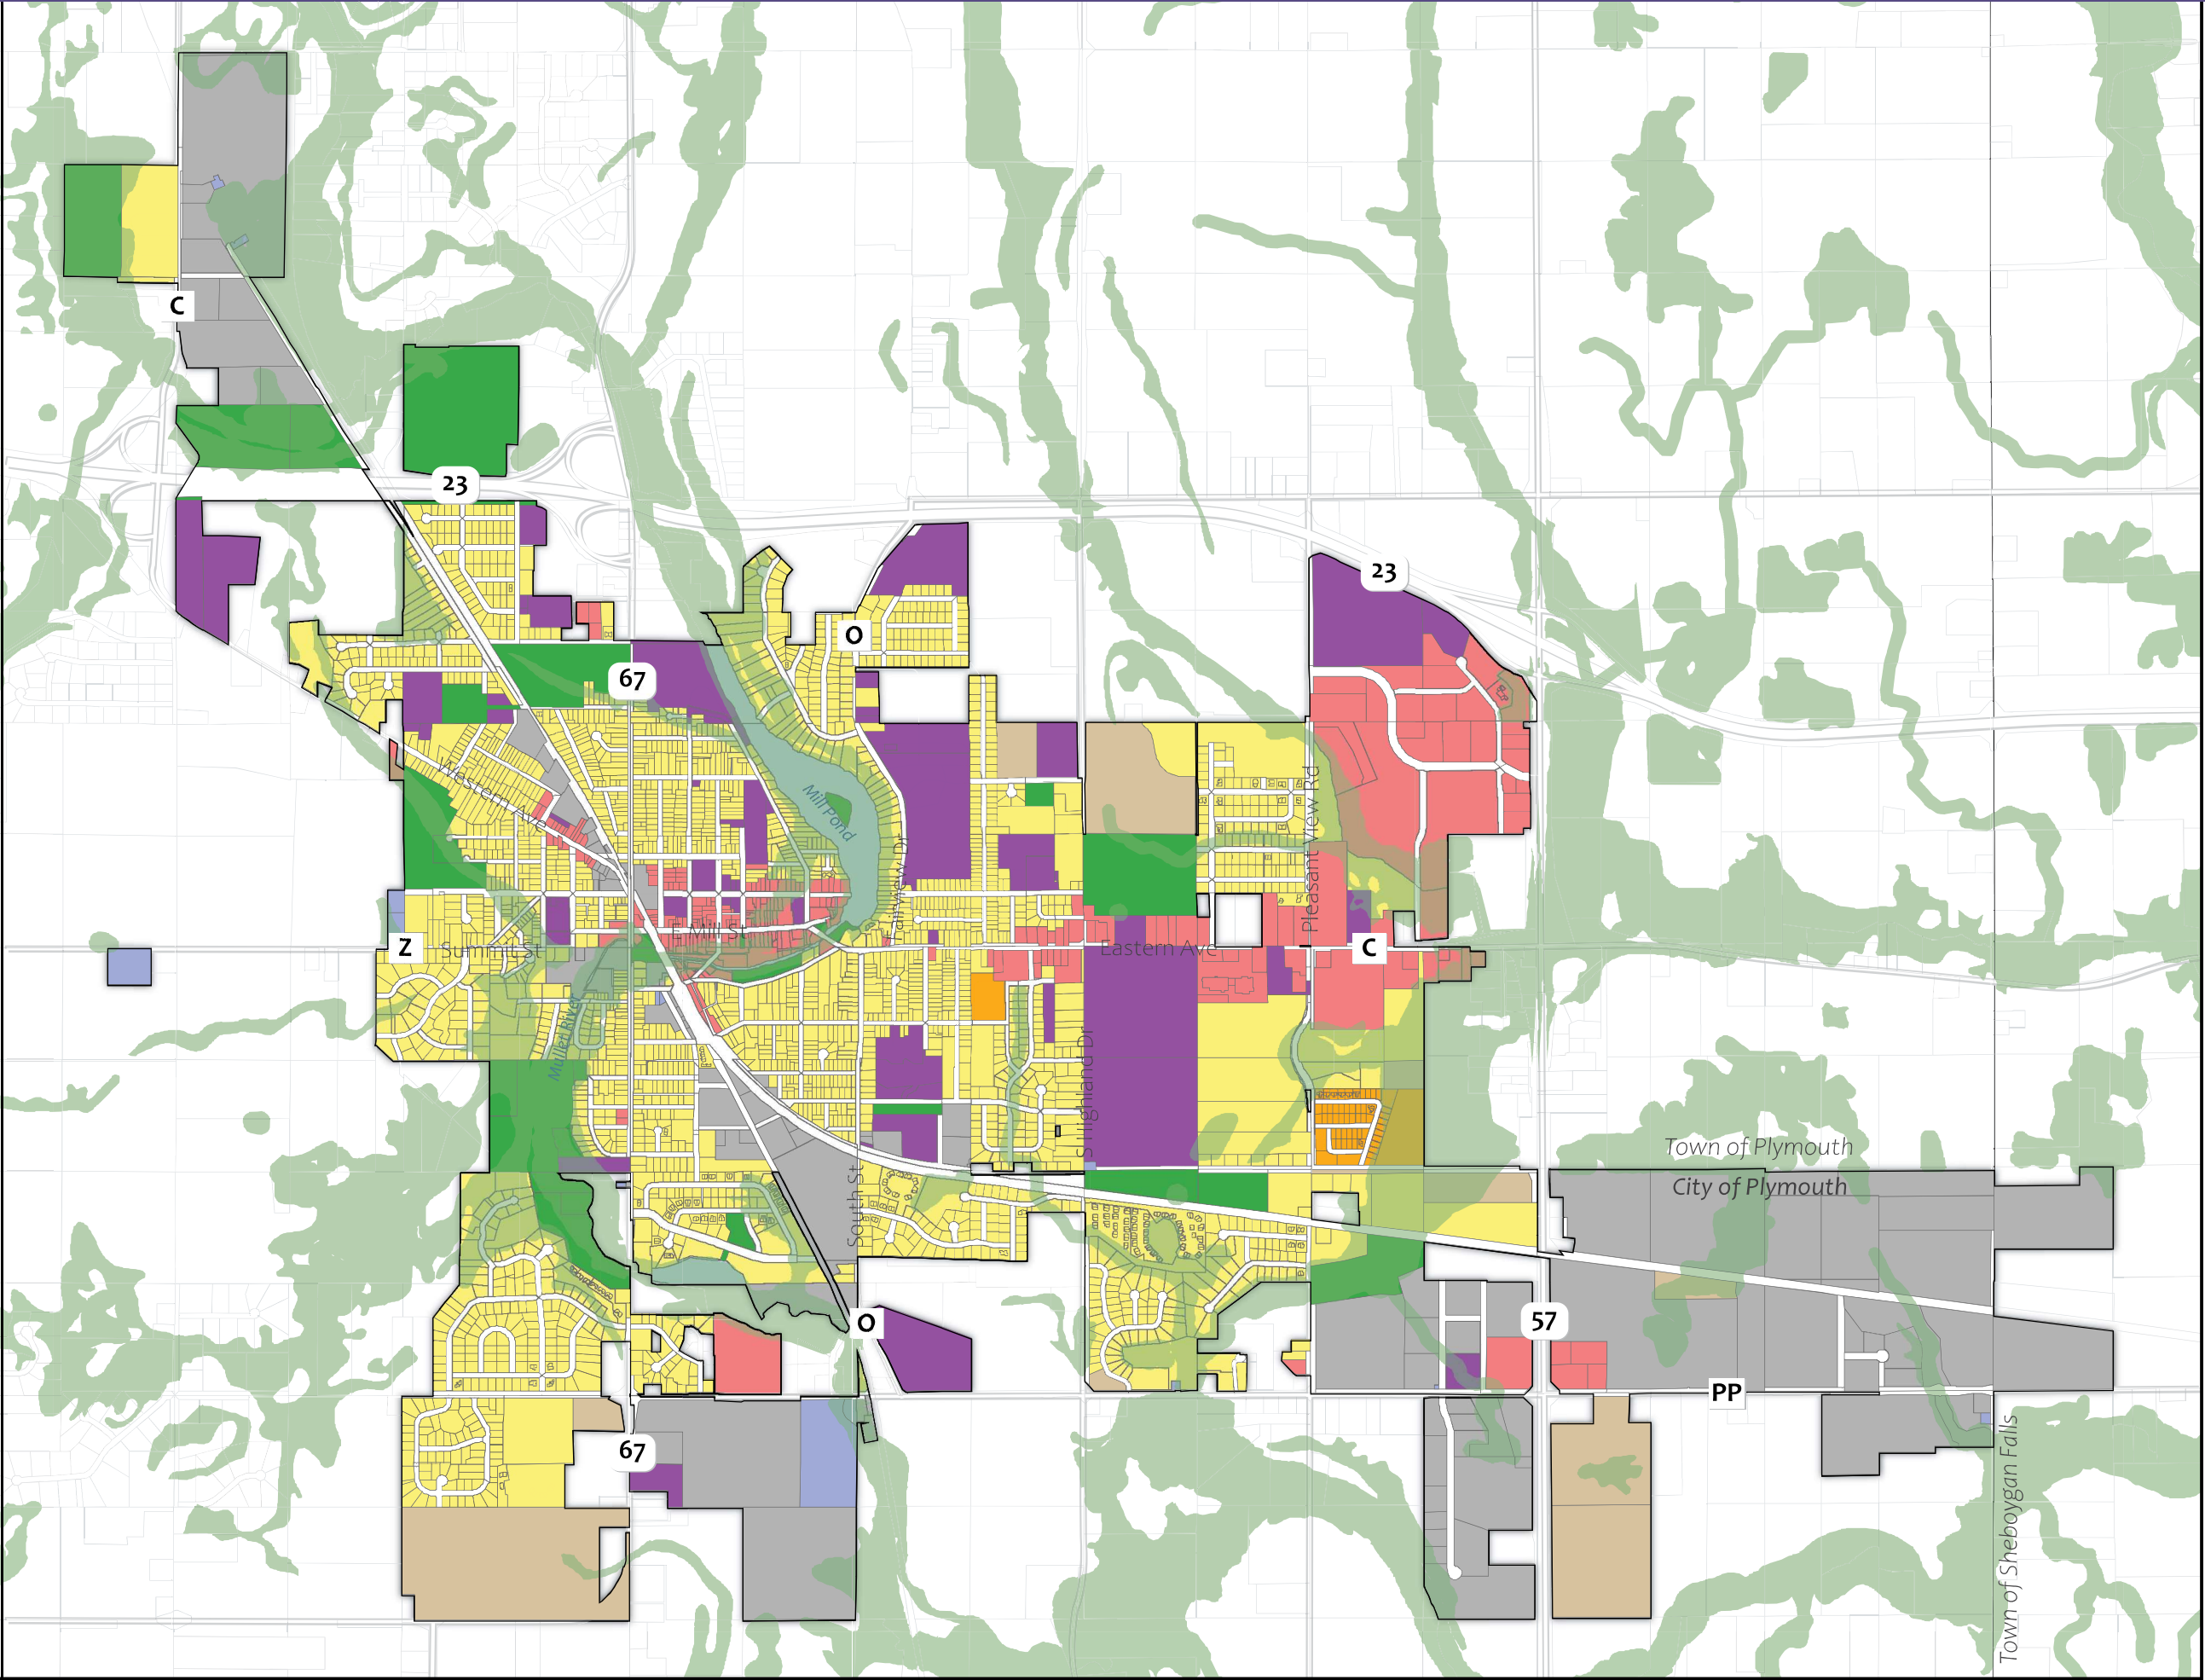 C
23
23
O
67
Mill Pond
Western Ave
Pleasant View Rd
Fairview Dr
E Mill St
Z
Summit St
Eastern Ave
C
Mullet River
S Highland Dr
Town of Plymouth
City of Plymouth
South St
O
57
PP
67
Town of Sheboygan Falls